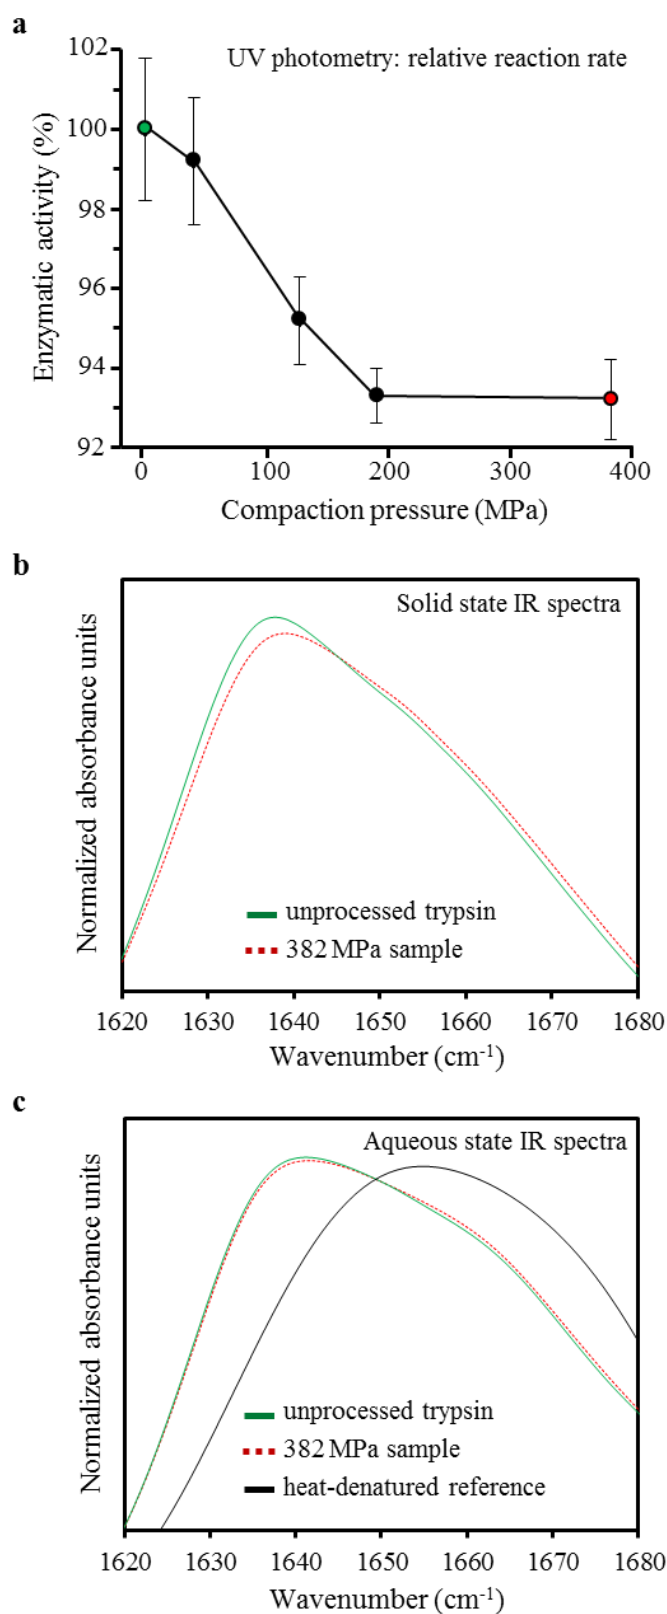 a
UV photometry: relative reaction rate
Enzymatic activity (%)
102
100
98
96
94
92
0 100 200 300 400
Compaction pressure (MPa)
b
Solid state IR spectra
Normalized absorbance units
unprocessed trypsin
382 MPa sample
1620 1630 1640 1650 1660 1670 1680
Wavenumber (cm⁻¹)
c
Aqueous state IR spectra
Normalized absorbance units
unprocessed trypsin
382 MPa sample
heat-denatured reference
1620 1630 1640 1650 1660 1670 1680
Wavenumber (cm⁻¹)